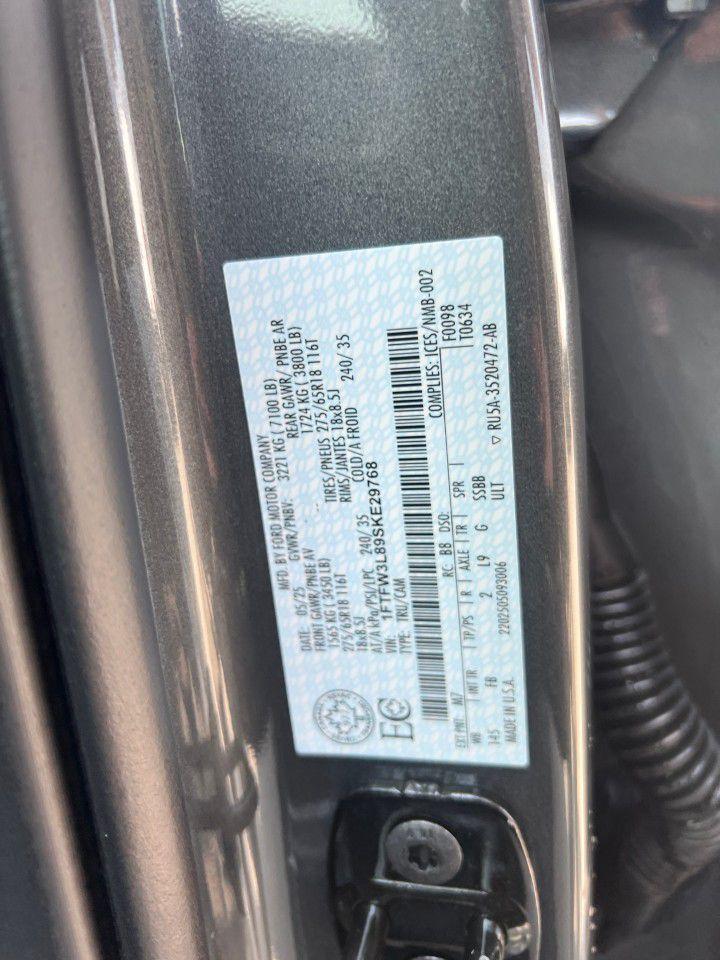 MFD. BY FORD MOTOR COMPANY
DATE: 05/25 GVWR/PNBV: 3221 KG ( 7100 LB)
FRONT GAWR/PNBE AV REAR GAWR/ PNBE AR
1565 KG ( 3450 LB) 1724 KG ( 3800 LB)
275/65R18 116T TIRES/PNEUS 275/65R18 116T
18x8.5J RIMS/JANTES 18x8.5J
AT/A kPa/PSI/LPC 240/ 35 COLD/A FROID 240/ 35
VIN: 1FTFW3L89SKE29768
TYPE: TRU/CAM
COMPLIES: ICES/NMB-002
EXT PNT: M7 RC: B8 DSO: F0098
WB INT TR TP/PS R AXLE TR SPR T0634
145 FB 2 L9 G SSBB
MADE IN U.S.A. 2202505093006 ULT ▽ RU5A-3520472-AB
EC